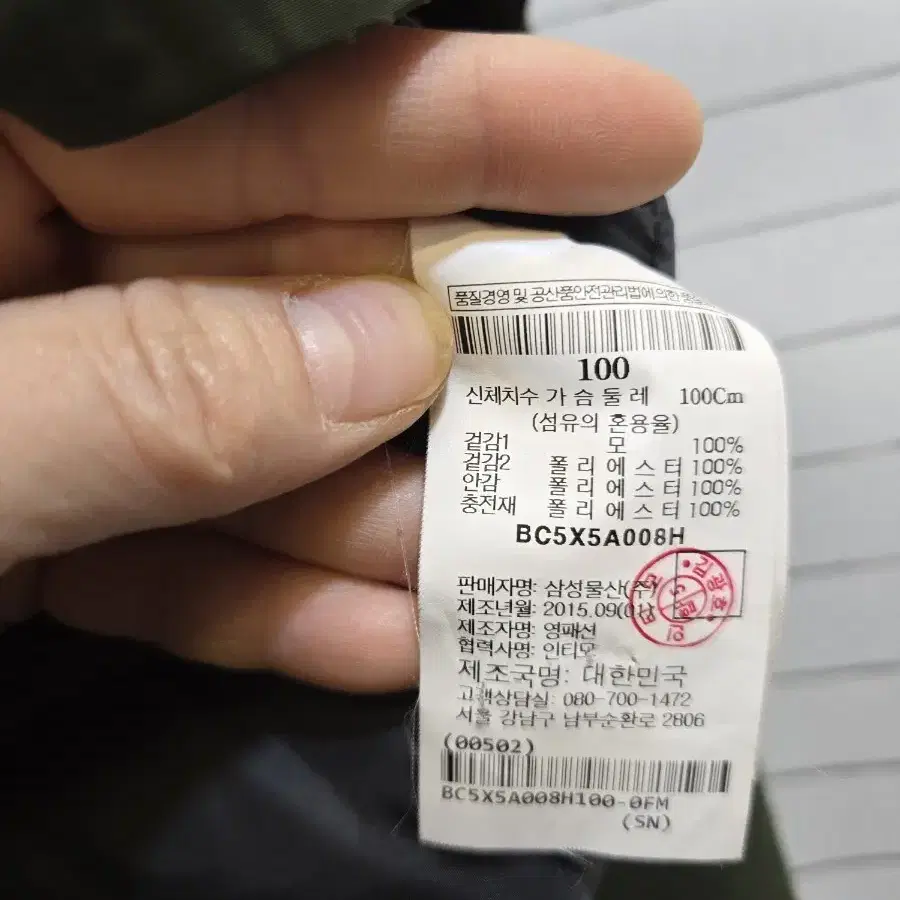 품질경영 및 공산품안전관리법에 의한
100
신체치수 가 슴 둘 레 100Cm
(섬유의 혼용율)
겉감1 모 100%
겉감2 폴 리 에 스 터 100%
안감 폴 리 에 스 터 100%
충전재 폴 리 에 스 터 100%
BC5X5A008H
판매자명: 삼성물산(주)
제조년월: 2015.09(01)
제조자명: 영패션
협력사명: 인티모
제조국명: 대한민국
고객상담실: 080-700-1472
서울 강남구 남부순환로 2806
(00502)
BC5X5A008H100-0FM
(SN)